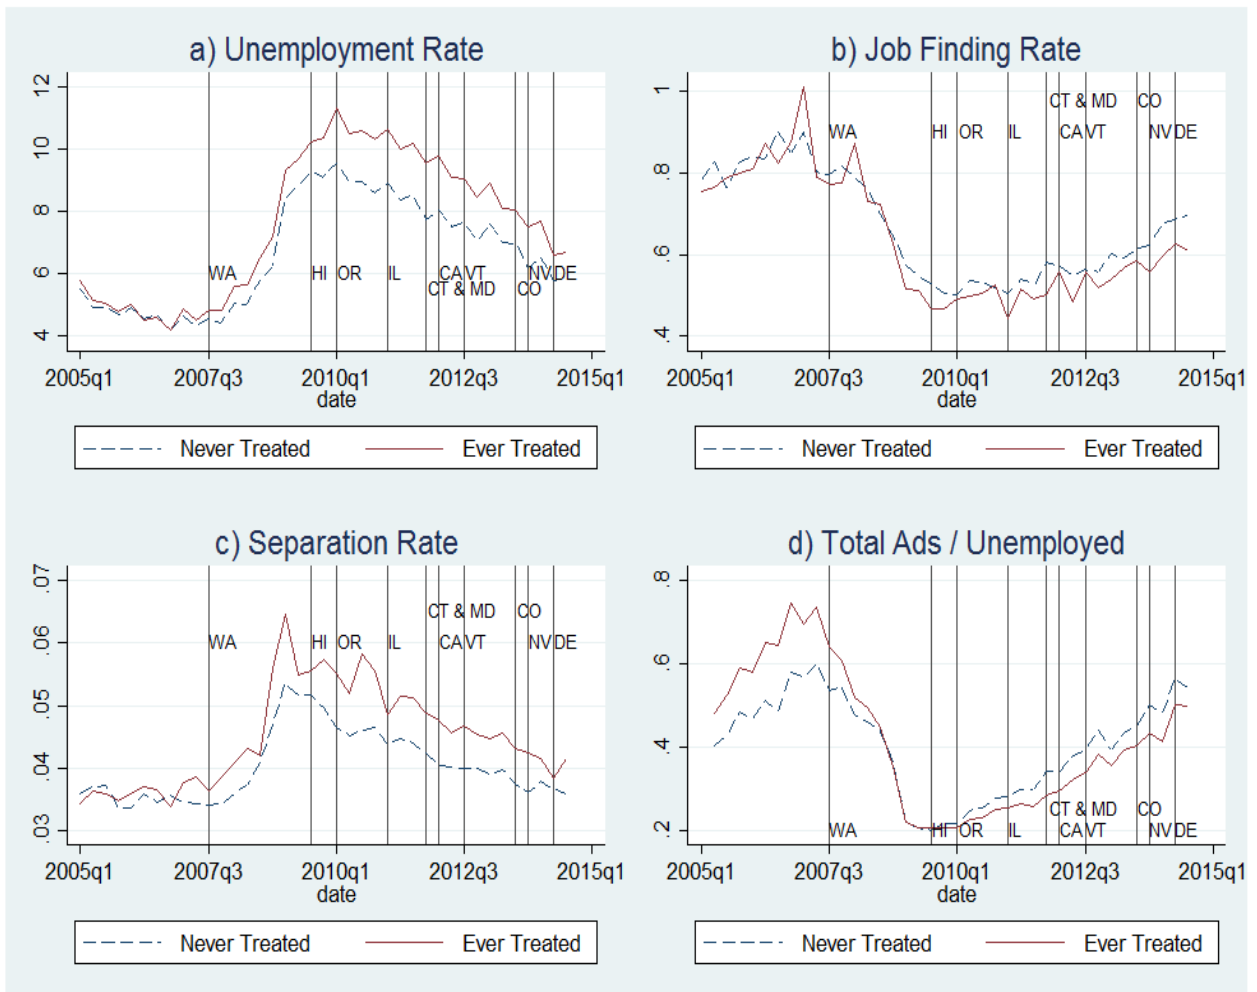 a) Unemployment Rate
12
10
8
6
4
WA
HI
OR
IL
CA
VT
NV
DE
CT & MD
CO
2005q1
2007q3
2010q1
2012q3
2015q1
date
Never Treated
Ever Treated
b) Job Finding Rate
1
.8
.6
.4
CT & MD
CO
WA
HI
OR
IL
CA
VT
NV
DE
2005q1
2007q3
2010q1
2012q3
2015q1
date
Never Treated
Ever Treated
c) Separation Rate
.07
.06
.05
.04
.03
CT & MD
CO
WA
HI
OR
IL
CA
VT
NV
DE
2005q1
2007q3
2010q1
2012q3
2015q1
date
Never Treated
Ever Treated
d) Total Ads / Unemployed
.8
.6
.4
.2
CT & MD
CO
WA
HI
OR
IL
CA
VT
NV
DE
2005q1
2007q3
2010q1
2012q3
2015q1
date
Never Treated
Ever Treated